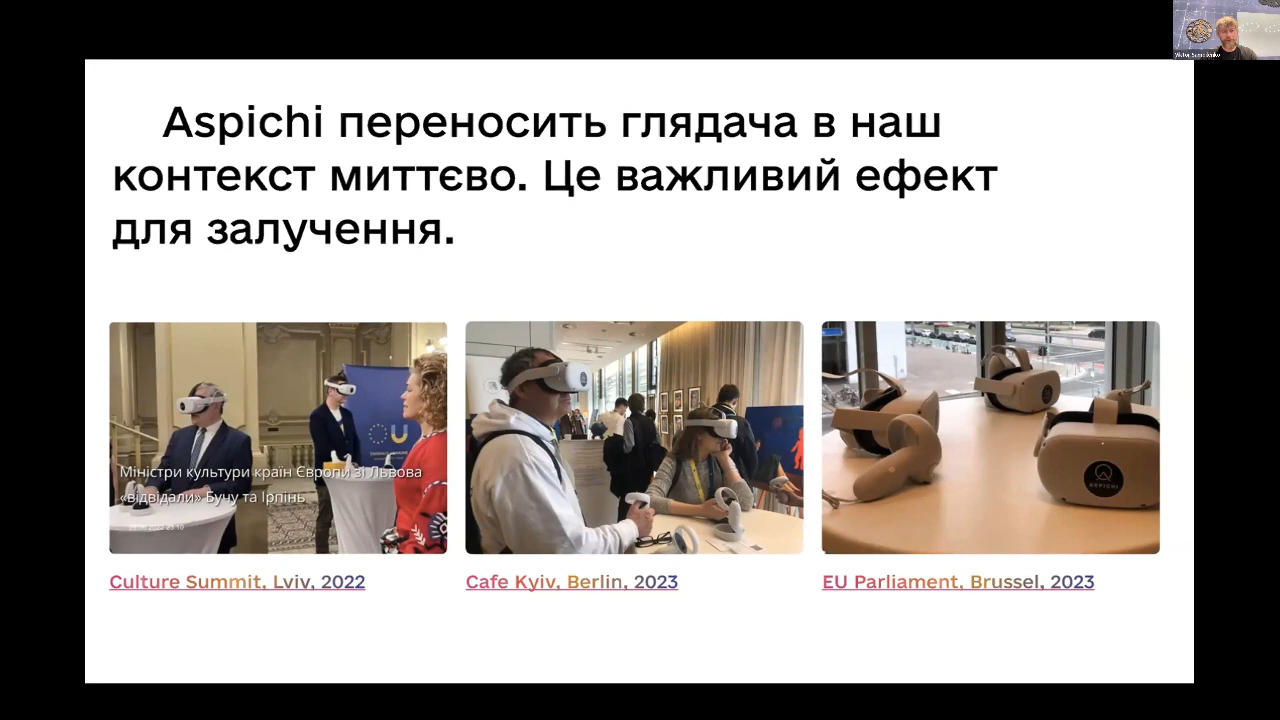 Aspichi переносить глядача в наш
контекст миттєво. Це важливий ефект
для залучення.
Міністри культури країн Європи зі Львова
«відвідали» Бучу та Ірпінь
ASPICHI
Culture Summit, Lviv, 2022
Cafe Kyiv, Berlin, 2023
EU Parliament, Brussel, 2023